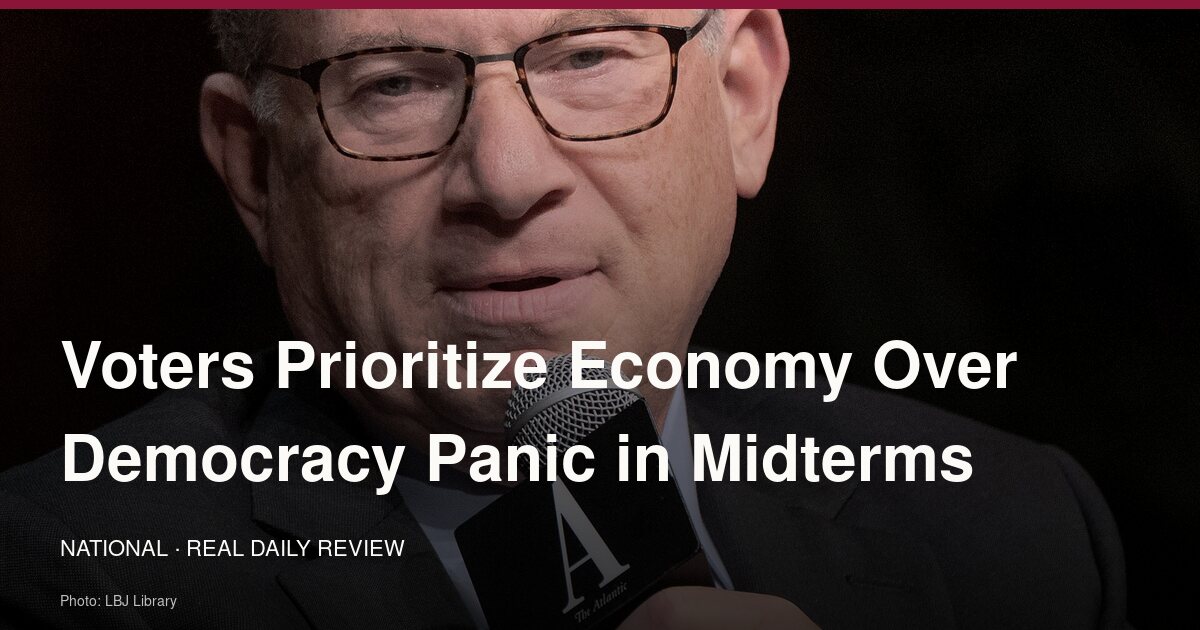 Voters Prioritize Economy Over
Democracy Panic in Midterms
NATIONAL · REAL DAILY REVIEW
A
The Atlantic
Photo: LBJ Library